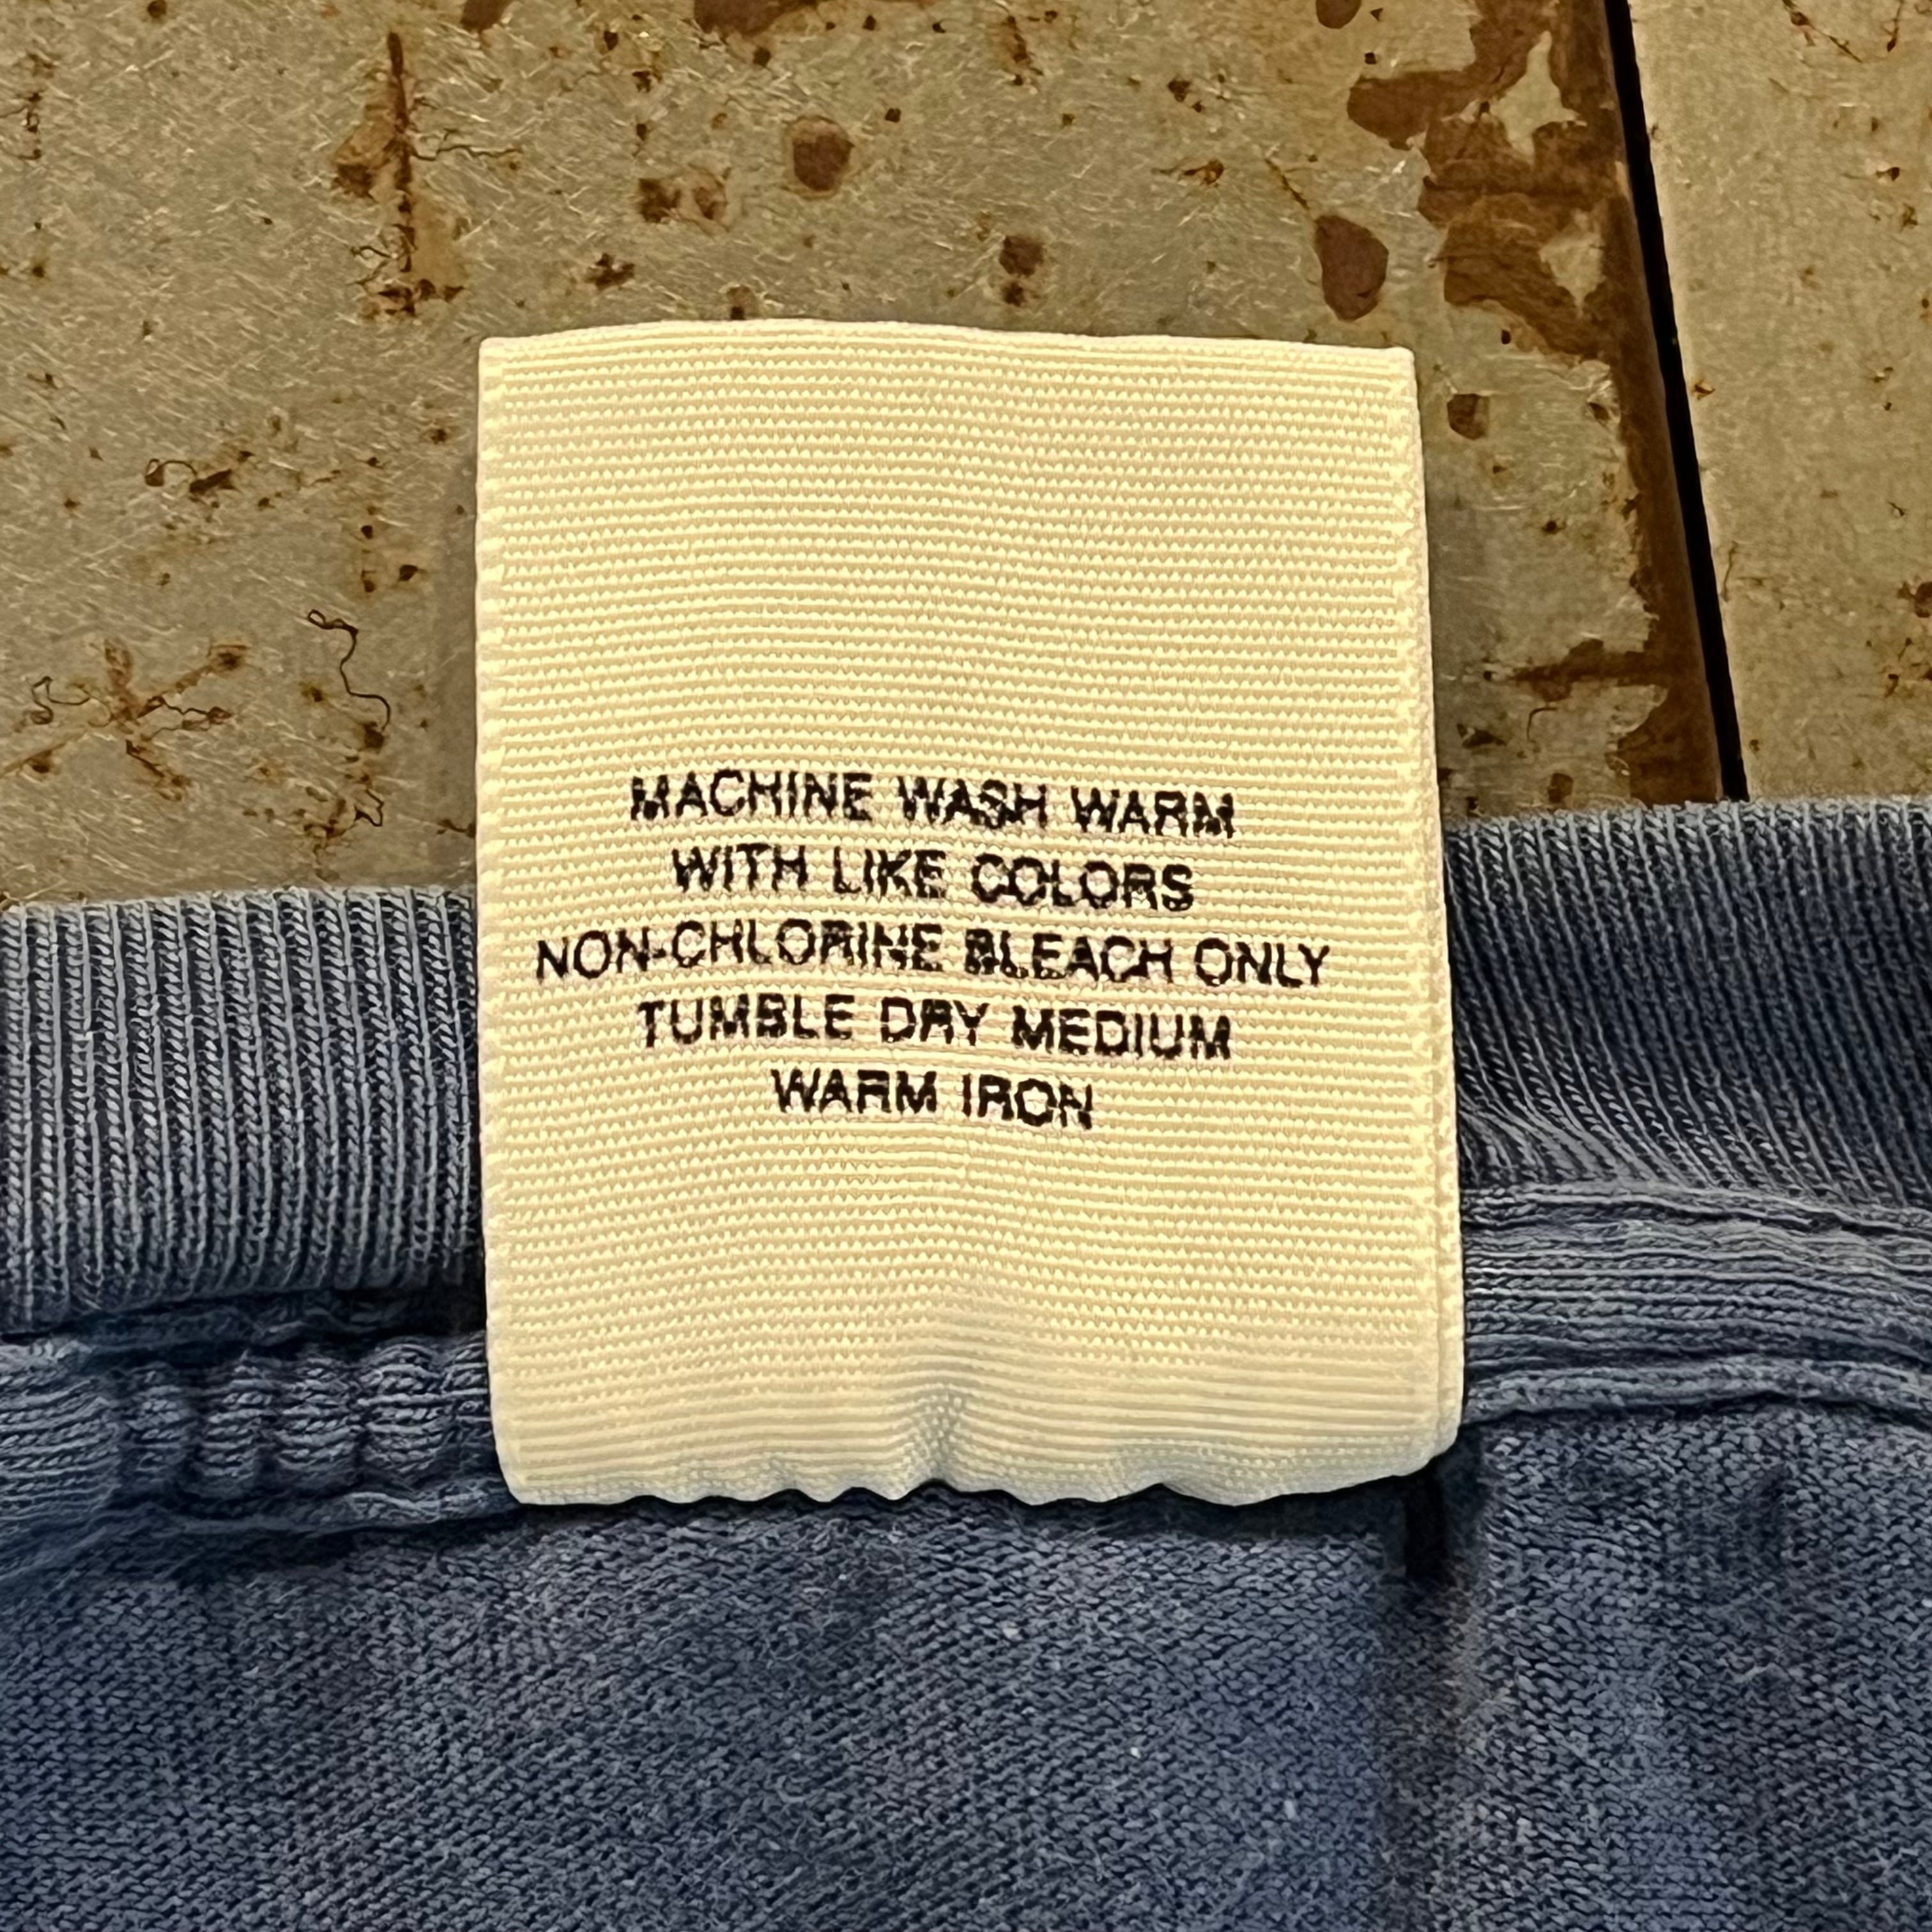 MACHINE WASH WARM
WITH LIKE COLORS
NON-CHLORINE BLEACH ONLY
TUMBLE DRY MEDIUM
WARM IRON